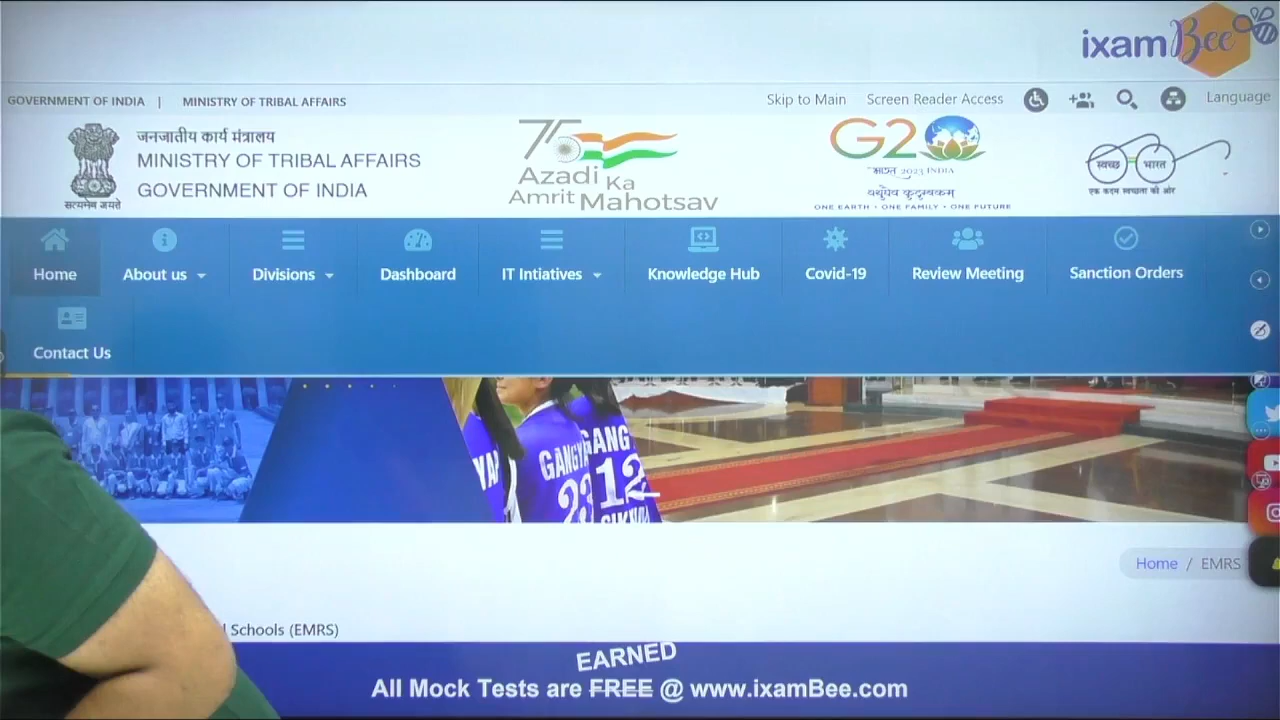 ixamBee
GOVERNMENT OF INDIA | MINISTRY OF TRIBAL AFFAIRS
Skip to Main Screen Reader Access Language
जनजातीय कार्य मंत्रालय
MINISTRY OF TRIBAL AFFAIRS
GOVERNMENT OF INDIA
सत्यमेव जयते
75
Azadi Ka
Amrit Mahotsav
G20
भारत 2023 INDIA
वसुधैव कुटुम्बकम्
ONE EARTH • ONE FAMILY • ONE FUTURE
स्वच्छ भारत
एक कदम स्वच्छता की ओर
Home About us Divisions Dashboard IT Intiatives Knowledge Hub Covid-19 Review Meeting Sanction Orders
Contact Us
GANG
23 12
Home / EMRS
l Schools (EMRS)
EARNED
All Mock Tests are FREE @ www.ixamBee.com